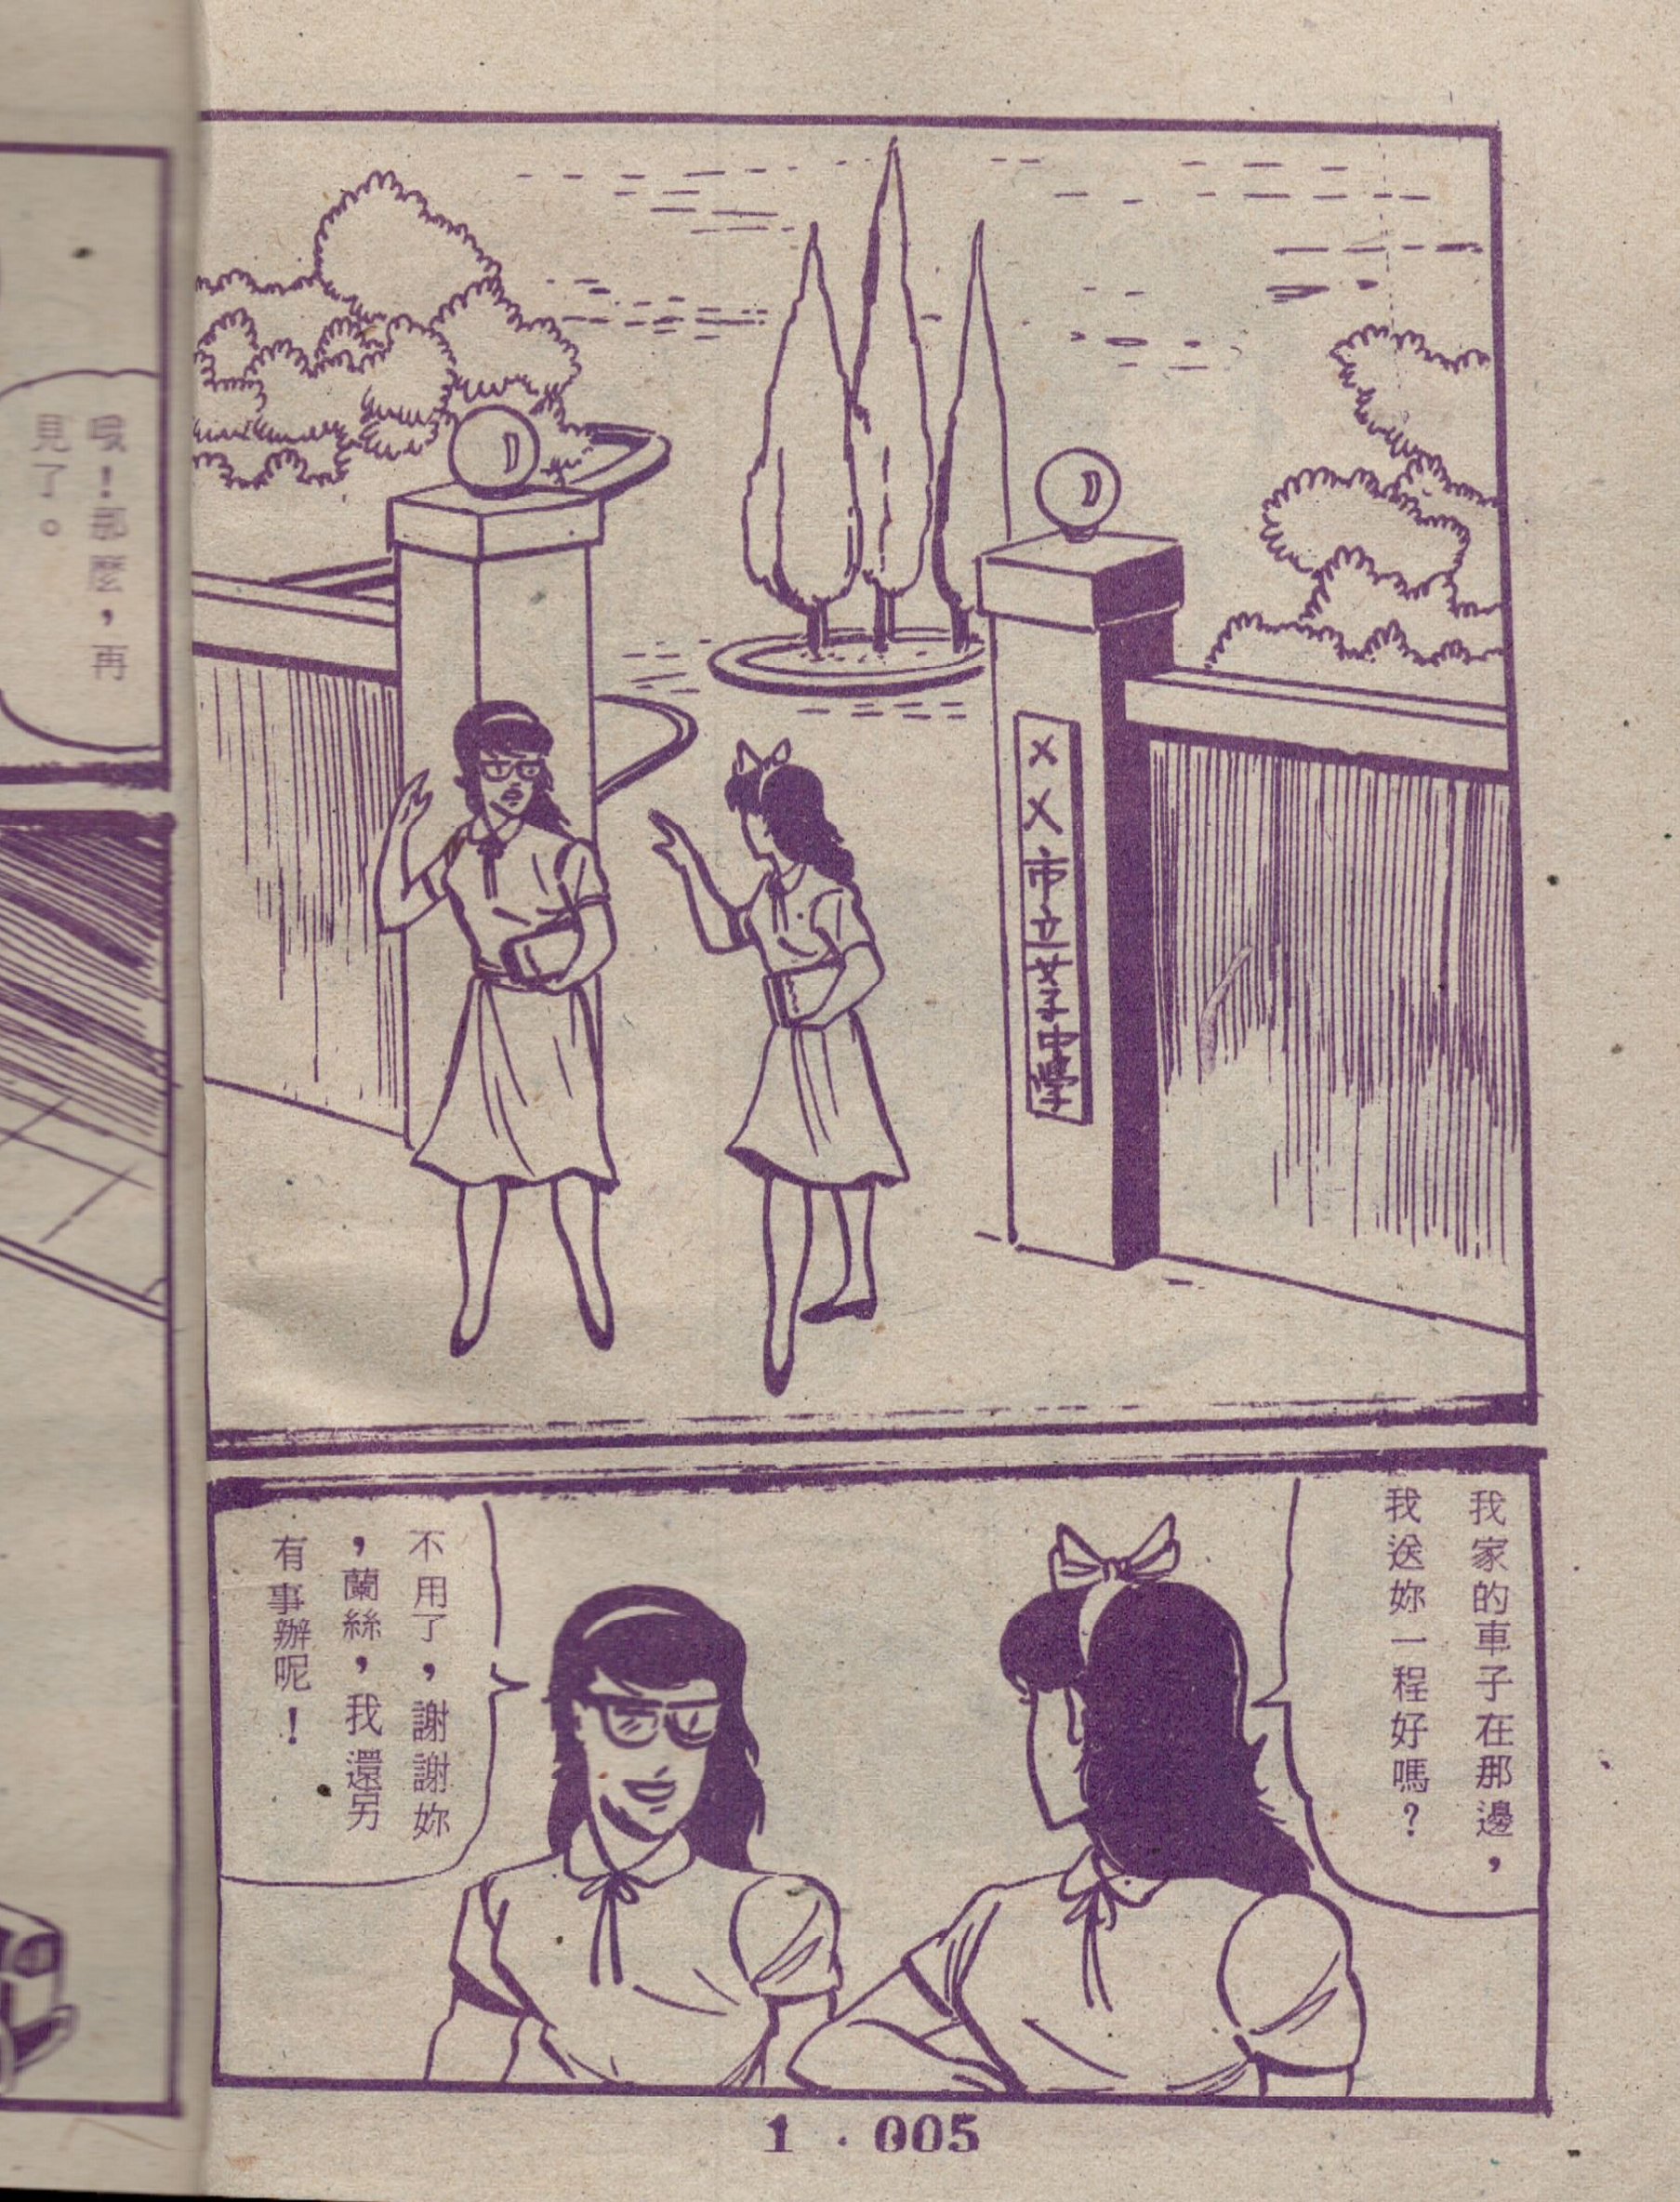 ××市立女子中學
我家的車子在那邊，
我送妳一程好嗎？
不用了，謝謝妳
，蘭絲，我還另
有事辦呢！
1.005
哦！那麼，再
見了。